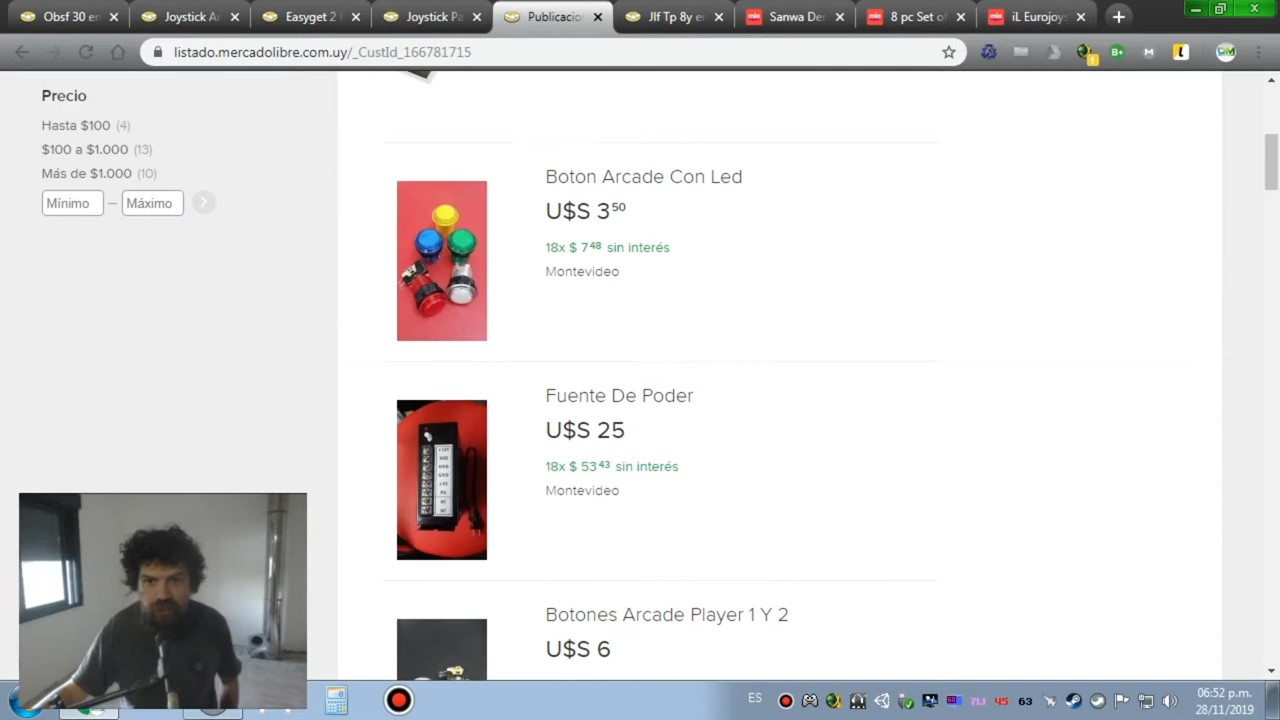 Obsf 30 en
Joystick Ar
Easyget 2 I
Joystick Pa
Publicacio
Jlf Tp 8y en
Sanwa Der
8 pc Set of
iL Eurojoys
listado.mercadolibre.com.uy/_CustId_166781715
Precio
Hasta $100 (4)
$100 a $1.000 (13)
Más de $1.000 (10)
Mínimo — Máximo
Boton Arcade Con Led
U$S 3 50
18x $ 7 48 sin interés
Montevideo
Fuente De Poder
U$S 25
18x $ 53 43 sin interés
Montevideo
Botones Arcade Player 1 Y 2
U$S 6
ES
45 63
06:52 p.m.
28/11/2019